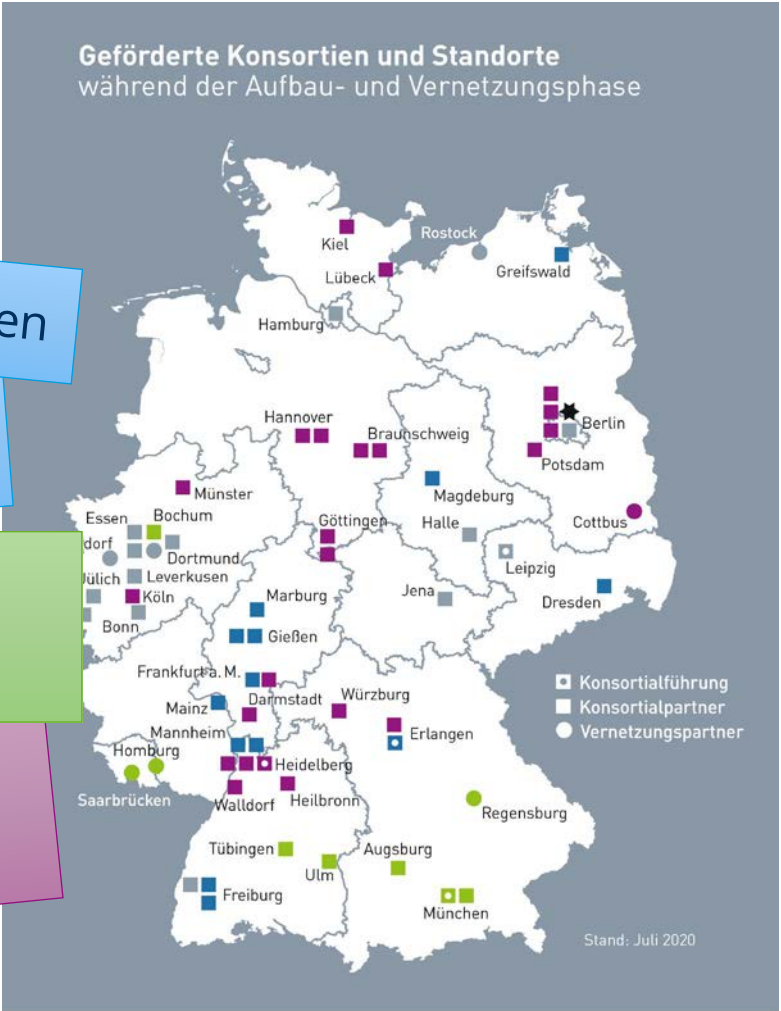 Geförderte Konsortien und Standorte
während der Aufbau- und Vernetzungsphase
Rostock
Kiel
Greifswald
Lübeck
en
Hamburg
Hannover
Braunschweig
Berlin
Potsdam
Münster
Magdeburg
Essen
Bochum
Göttingen
Halle
Cottbus
dorf
Dortmund
Leipzig
Jülich
Leverkusen
Köln
Marburg
Jena
Dresden
Bonn
Gießen
Frankfurt a. M.
Konsortialführung
Mainz
Darmstadt
Würzburg
Konsortialpartner
Mannheim
Erlangen
Vernetzungspartner
Homburg
Heidelberg
Saarbrücken
Walldorf
Heilbronn
Regensburg
Tübingen
Augsburg
Ulm
Freiburg
München
Stand: Juli 2020